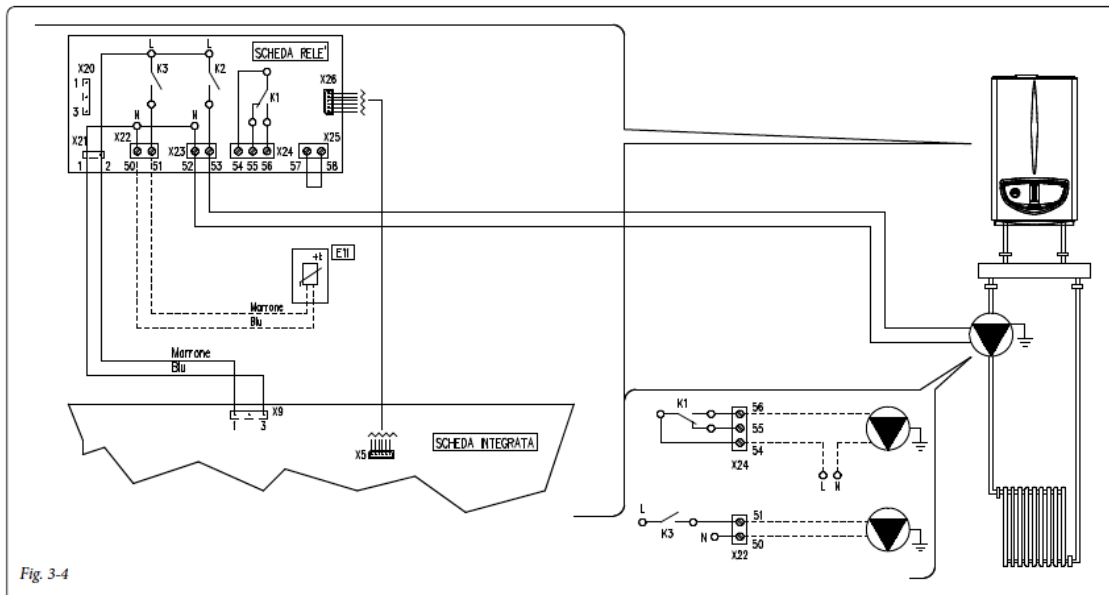 L L
SCHEDA RELE'
X20 K3 K2 X26
1
3
K1
N N
X21 X22 X23 X24 X25
1 2 50 51 52 53 54 55 56 57 58
+t E11
Marrone
Blu
Marrone
Blu
X9
1 3
SCHEDA INTEGRATA
X5
K1 56
55
54
X24
L N
L
51
K3 N 50
X22
Fig. 3-4